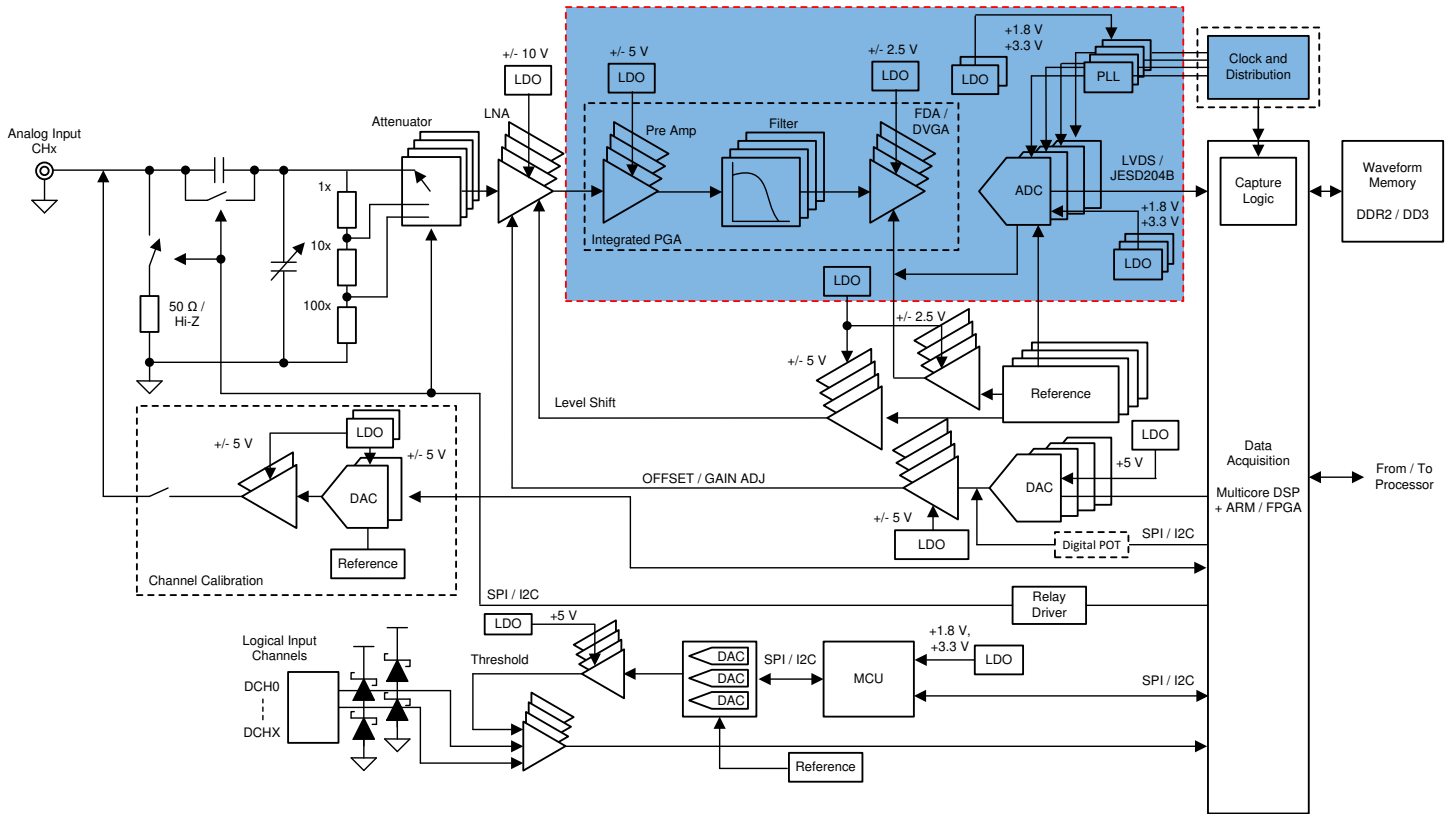 Analog Input
CHx
Attenuator
1x
10x
100x
50 Ω /
Hi-Z
+/- 10 V
LDO
LNA
+/- 5 V
LDO
Pre Amp
Filter
+/- 2.5 V
LDO
FDA /
DVGA
Integrated PGA
+1.8 V
+3.3 V
LDO
PLL
Clock and
Distribution
ADC
LVDS /
JESD204B
+1.8 V
+3.3 V
LDO
Capture
Logic
Waveform
Memory
DDR2 / DD3
LDO
+/- 2.5 V
+/- 5 V
Reference
Level Shift
LDO
+/- 5 V
+/- 5 V
DAC
Reference
Channel Calibration
OFFSET / GAIN ADJ
+/- 5 V
LDO
DAC
LDO
+5 V
Digital POT
SPI / I2C
Data
Acquisition
Multicore DSP
+ ARM / FPGA
From / To
Processor
SPI / I2C
Relay
Driver
Logical Input
Channels
DCH0
DCHX
LDO
+5 V
Threshold
DAC
DAC
DAC
SPI / I2C
MCU
+1.8 V,
+3.3 V
LDO
SPI / I2C
Reference